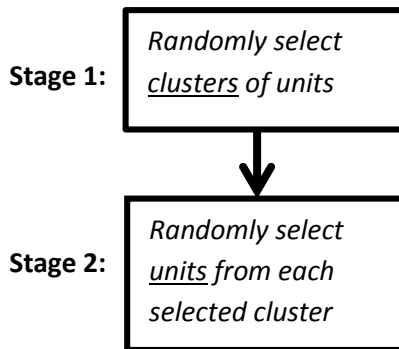 Stage 1:
Randomly select
clusters of units
Stage 2:
Randomly select
units from each
selected cluster